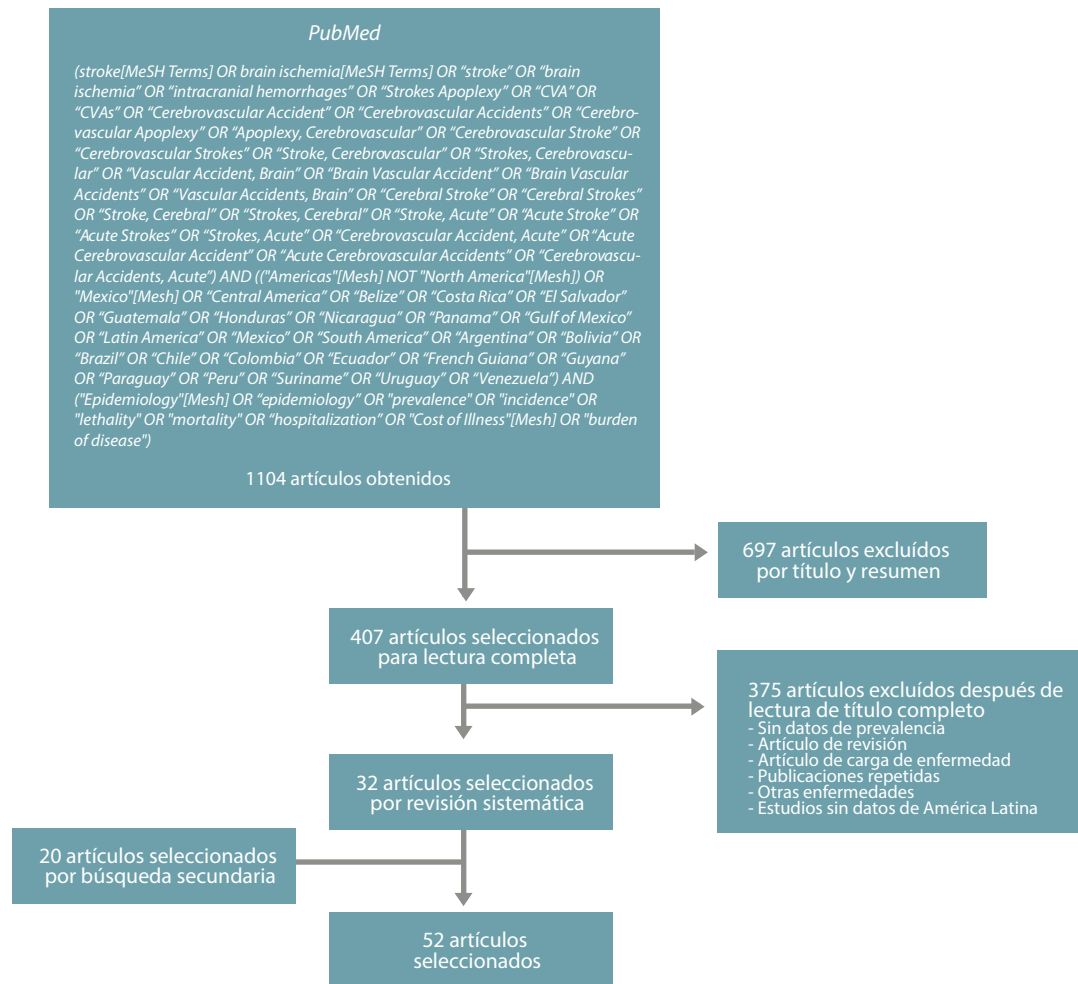 PubMed
(stroke[MeSH Terms] OR brain ischemia[MeSH Terms] OR “stroke” OR “brain
ischemia” OR “intracranial hemorrhages” OR “Strokes Apoplexy” OR “CVA” OR
“CVAs” OR “Cerebrovascular Accident” OR “Cerebrovascular Accidents” OR “Cerebro-
vascular Apoplexy” OR “Apoplexy, Cerebrovascular” OR “Cerebrovascular Stroke” OR
“Cerebrovascular Strokes” OR “Stroke, Cerebrovascular” OR “Strokes, Cerebrovascu-
lar” OR “Vascular Accident, Brain” OR “Brain Vascular Accident” OR “Brain Vascular
Accidents” OR “Vascular Accidents, Brain” OR “Cerebral Stroke” OR “Cerebral Strokes”
OR “Stroke, Cerebral” OR “Strokes, Cerebral” OR “Stroke, Acute” OR “Acute Stroke” OR
“Acute Strokes” OR “Strokes, Acute” OR “Cerebrovascular Accident, Acute” OR “Acute
Cerebrovascular Accident” OR “Acute Cerebrovascular Accidents” OR “Cerebrovascu-
lar Accidents, Acute”) AND (("Americas"[Mesh] NOT "North America"[Mesh]) OR
"Mexico"[Mesh] OR “Central America” OR “Belize” OR “Costa Rica” OR “El Salvador”
OR “Guatemala” OR “Honduras” OR “Nicaragua” OR “Panama” OR “Gulf of Mexico”
OR “Latin America” OR “Mexico” OR “South America” OR “Argentina” OR “Bolivia” OR
“Brazil” OR “Chile” OR “Colombia” OR “Ecuador” OR “French Guiana” OR “Guyana”
OR “Paraguay” OR “Peru” OR “Suriname” OR “Uruguay” OR “Venezuela”) AND
("Epidemiology"[Mesh] OR “epidemiology” OR "prevalence" OR "incidence" OR
"lethality" OR "mortality" OR “hospitalization” OR "Cost of Illness"[Mesh] OR "burden
of disease")
1104 artículos obtenidos
697 artículos excluídos
por título y resumen
407 artículos seleccionados
para lectura completa
375 artículos excluídos después de
lectura de título completo
- Sin datos de prevalencia
- Artículo de revisión
- Artículo de carga de enfermedad
- Publicaciones repetidas
- Otras enfermedades
- Estudios sin datos de América Latina
32 artículos seleccionados
por revisión sistemática
20 artículos seleccionados
por búsqueda secundaria
52 artículos
seleccionados